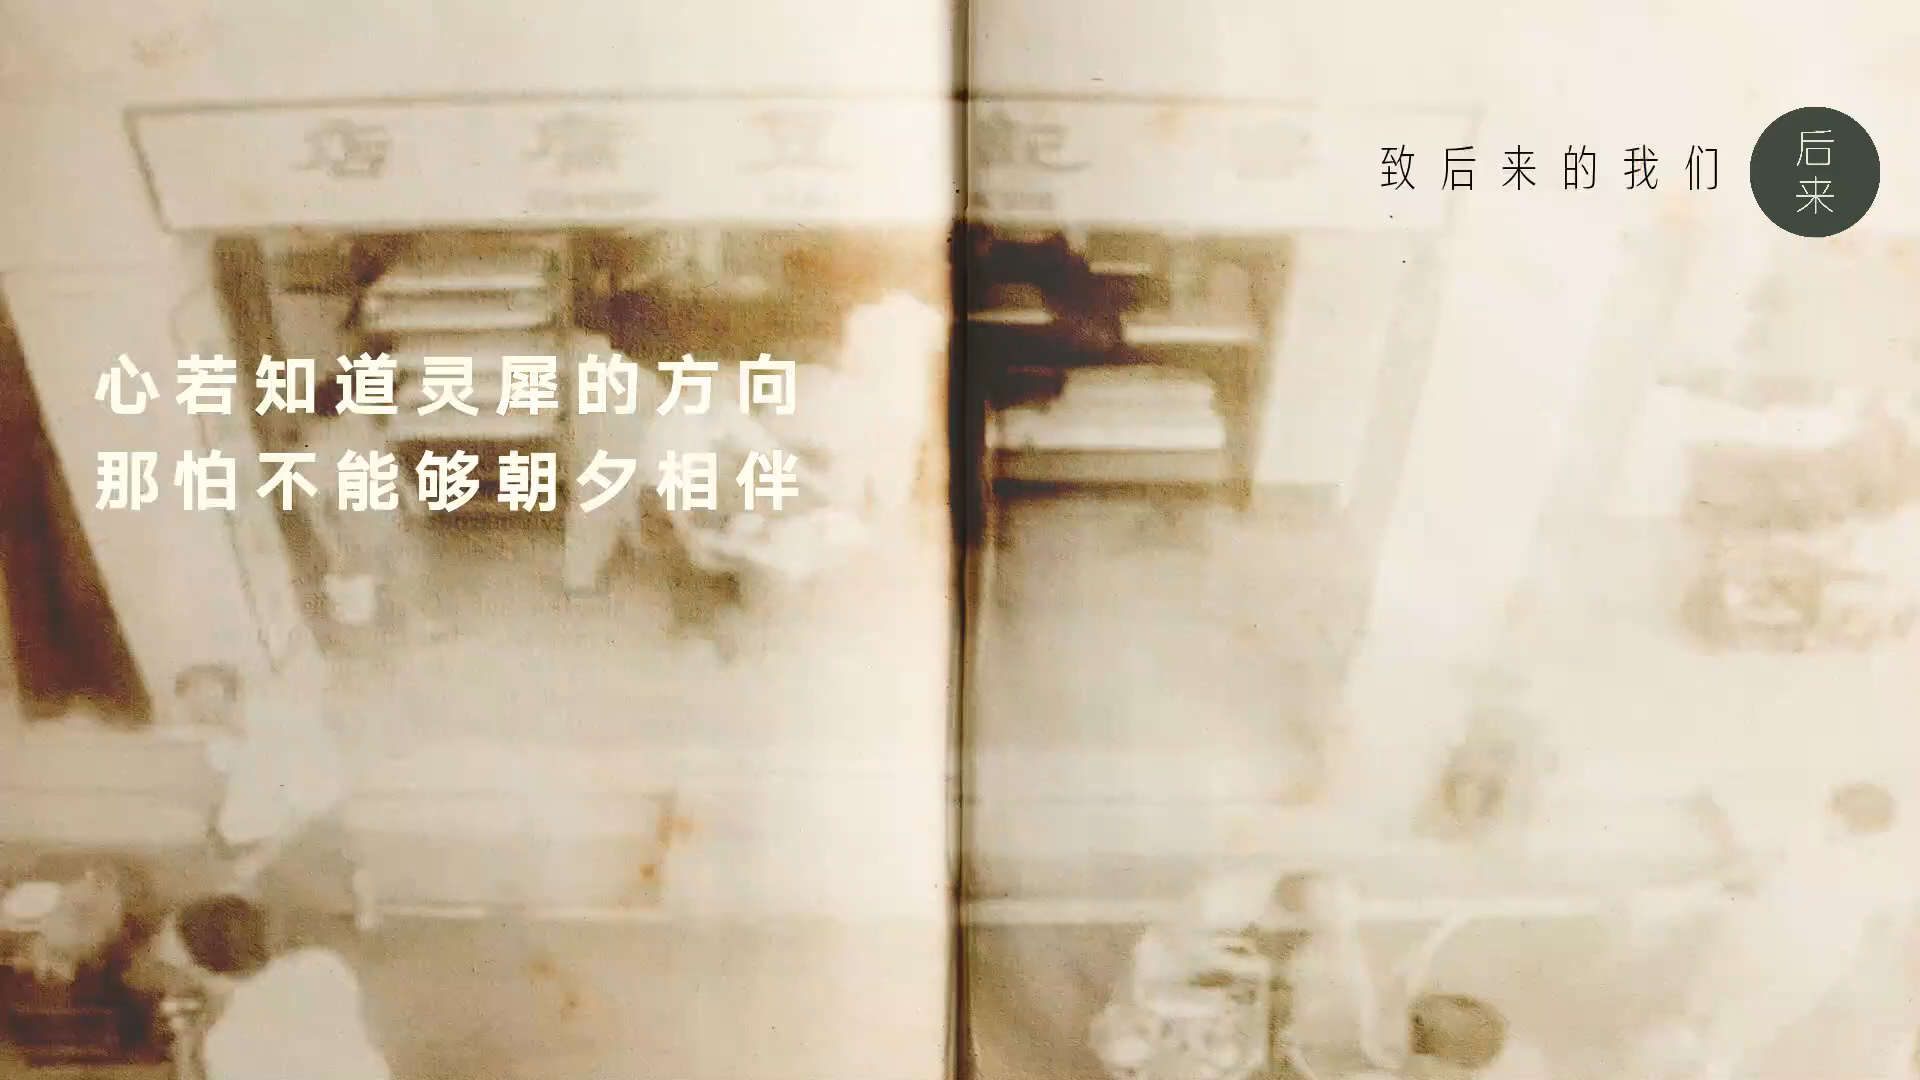 致后来的我们
后
来
心若知道灵犀的方向
那怕不能够朝夕相伴